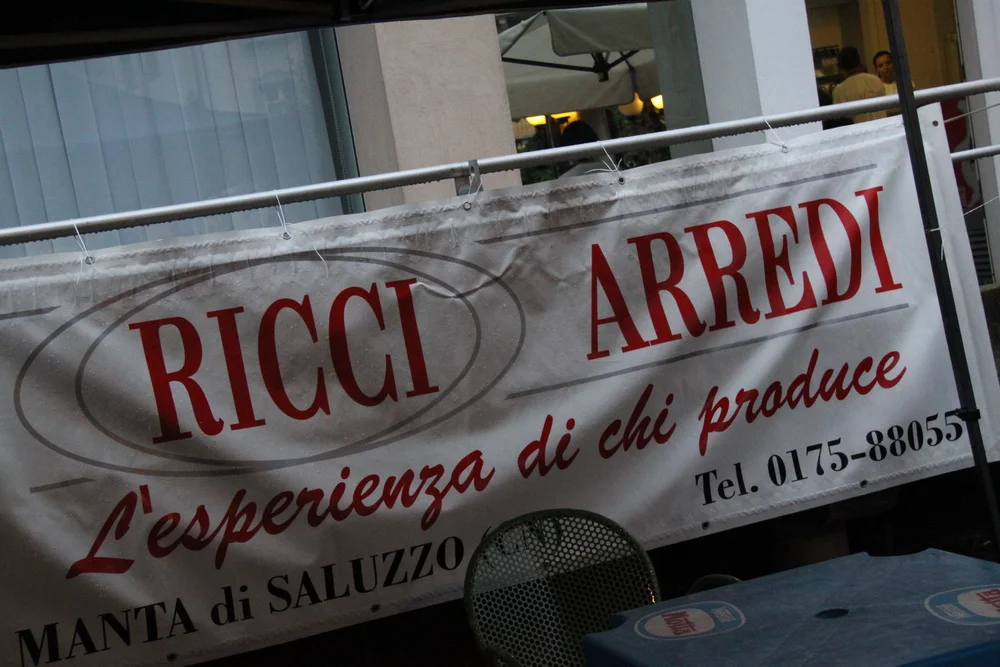 RICCI ARREDI
L'esperienza di chi produce
Tel. 0175-88055
MANTA di SALUZZO